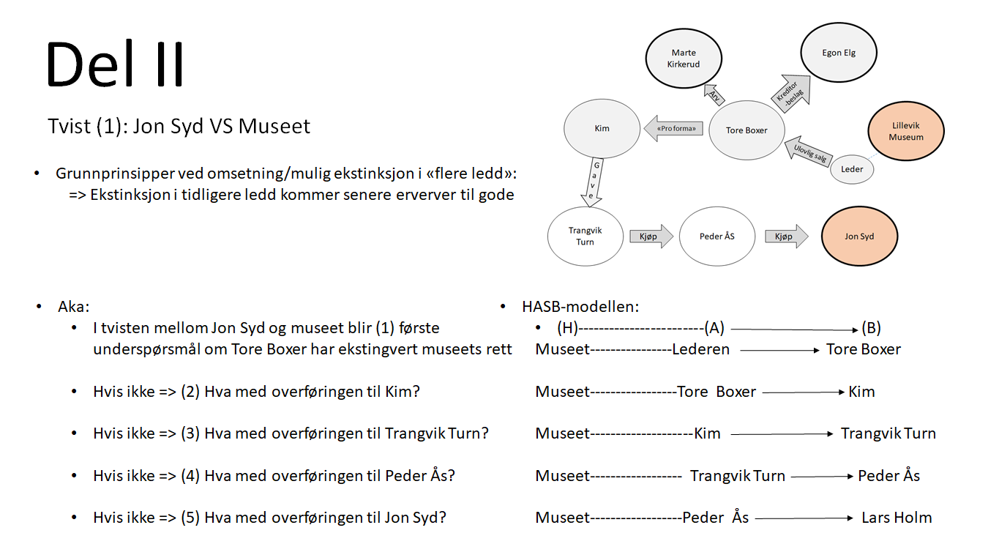 Del II
Tvist (1): Jon Syd VS Museet
• Grunnprinsipper ved omsetning/mulig ekstinksjon i «flere ledd»:
=> Ekstinksjon i tidligere ledd kommer senere erverver til gode
Marte
Kirkerud
Egon Elg
Arv
Kreditor
-beslag
Kim
«Pro forma»
Tore Boxer
Lillevik
Museum
Ulovlig salg
Leder
G
a
v
e
Trangvik
Turn
Kjøp
Peder ÅS
Kjøp
Jon Syd
• Aka:
• I tvisten mellom Jon Syd og museet blir (1) første
underspørsmål om Tore Boxer har ekstingvert museets rett
• Hvis ikke => (2) Hva med overføringen til Kim?
• Hvis ikke => (3) Hva med overføringen til Trangvik Turn?
• Hvis ikke => (4) Hva med overføringen til Peder Ås?
• Hvis ikke => (5) Hva med overføringen til Jon Syd?
• HASB-modellen:
• (H)------------------------(A) (B)
Museet----------------Lederen Tore Boxer
Museet-----------------Tore Boxer Kim
Museet--------------------Kim Trangvik Turn
Museet------------------ Trangvik Turn Peder Ås
Museet------------------Peder Ås Lars Holm